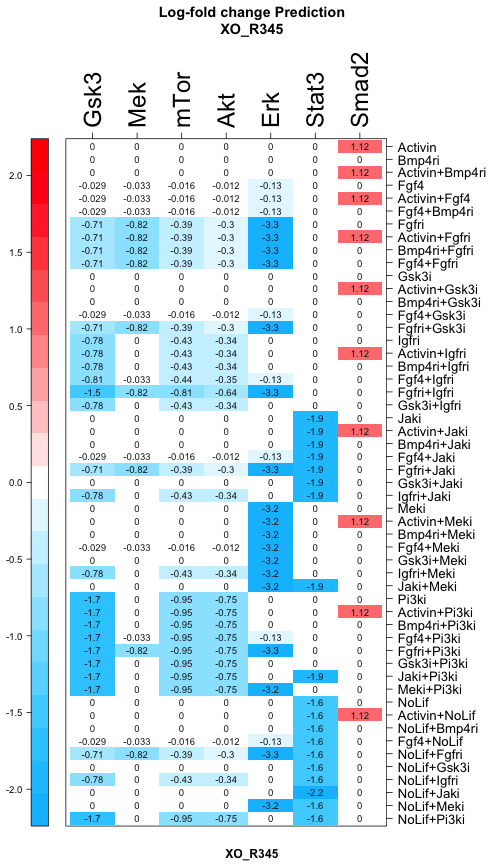 Log-fold change Prediction
XO_R345
Gsk3 Mek mTor Akt Erk Stat3 Smad2
2.0
1.0
0.5
0.0
-0.5
-1.0
-1.5
-2.0
0 0 0 0 0 0 1.12 Activin
0 0 0 0 0 0 0 Bmp4ri
0 0 0 0 0 0 1.12 Activin+Bmp4ri
-0.029 -0.033 -0.016 -0.012 -0.13 0 0 Fgf4
-0.029 -0.033 -0.016 -0.012 -0.13 0 1.12 Activin+Fgf4
-0.029 -0.033 -0.016 -0.012 -0.13 0 0 Fgf4+Bmp4ri
-0.71 -0.82 -0.39 -0.3 -3.3 0 0 Fgfri
-0.71 -0.82 -0.39 -0.3 -3.3 0 1.12 Activin+Fgfri
-0.71 -0.82 -0.39 -0.3 -3.3 0 0 Bmp4ri+Fgfri
-0.71 -0.82 -0.39 -0.3 -3.3 0 0 Fgf4+Fgfri
0 0 0 0 0 0 0 Gsk3i
0 0 0 0 0 0 1.12 Activin+Gsk3i
0 0 0 0 0 0 0 Bmp4ri+Gsk3i
-0.029 -0.033 -0.016 -0.012 -0.13 0 0 Fgf4+Gsk3i
-0.71 -0.82 -0.39 -0.3 -3.3 0 0 Fgfri+Gsk3i
-0.78 0 -0.43 -0.34 0 0 0 Igfri
-0.78 0 -0.43 -0.34 0 0 1.12 Activin+Igfri
-0.78 0 -0.43 -0.34 0 0 0 Bmp4ri+Igfri
-0.81 -0.033 -0.44 -0.35 -0.13 0 0 Fgf4+Igfri
-1.5 -0.82 -0.81 -0.64 -3.3 0 0 Fgfri+Igfri
-0.78 0 -0.43 -0.34 0 0 0 Gsk3i+Igfri
0 0 0 0 0 -1.9 0 Jaki
0 0 0 0 0 -1.9 1.12 Activin+Jaki
0 0 0 0 0 -1.9 0 Bmp4ri+Jaki
-0.029 -0.033 -0.016 -0.012 -0.13 -1.9 0 Fgf4+Jaki
-0.71 -0.82 -0.39 -0.3 -3.3 -1.9 0 Fgfri+Jaki
0 0 0 0 0 -1.9 0 Gsk3i+Jaki
-0.78 0 -0.43 -0.34 0 -1.9 0 Igfri+Jaki
0 0 0 0 -3.2 0 0 Meki
0 0 0 0 -3.2 0 1.12 Activin+Meki
0 0 0 0 -3.2 0 0 Bmp4ri+Meki
-0.029 -0.033 -0.016 -0.012 -3.2 0 0 Fgf4+Meki
0 0 0 0 -3.2 0 0 Gsk3i+Meki
-0.78 0 -0.43 -0.34 -3.2 0 0 Igfri+Meki
0 0 0 0 -3.2 -1.9 0 Jaki+Meki
-1.7 0 -0.95 -0.75 0 0 0 Pi3ki
-1.7 0 -0.95 -0.75 0 0 1.12 Activin+Pi3ki
-1.7 0 -0.95 -0.75 0 0 0 Bmp4ri+Pi3ki
-1.7 -0.033 -0.95 -0.75 -0.13 0 0 Fgf4+Pi3ki
-1.7 -0.82 -0.95 -0.75 -3.3 0 0 Fgfri+Pi3ki
-1.7 0 -0.95 -0.75 0 0 0 Gsk3i+Pi3ki
-1.7 0 -0.95 -0.75 0 -1.9 0 Jaki+Pi3ki
-1.7 0 -0.95 -0.75 -3.2 0 0 Meki+Pi3ki
0 0 0 0 0 -1.6 0 NoLif
0 0 0 0 0 -1.6 1.12 Activin+NoLif
0 0 0 0 0 -1.6 0 NoLif+Bmp4ri
-0.029 -0.033 -0.016 -0.012 -0.13 -1.6 0 Fgf4+NoLif
-0.71 -0.82 -0.39 -0.3 -3.3 -1.6 0 NoLif+Fgfri
0 0 0 0 0 -1.6 0 NoLif+Gsk3i
-0.78 0 -0.43 -0.34 0 -1.6 0 NoLif+Igfri
0 0 0 0 0 -2.2 0 NoLif+Jaki
0 0 0 0 -3.2 -1.6 0 NoLif+Meki
-1.7 0 -0.95 -0.75 0 -1.6 0 NoLif+Pi3ki
XO_R345